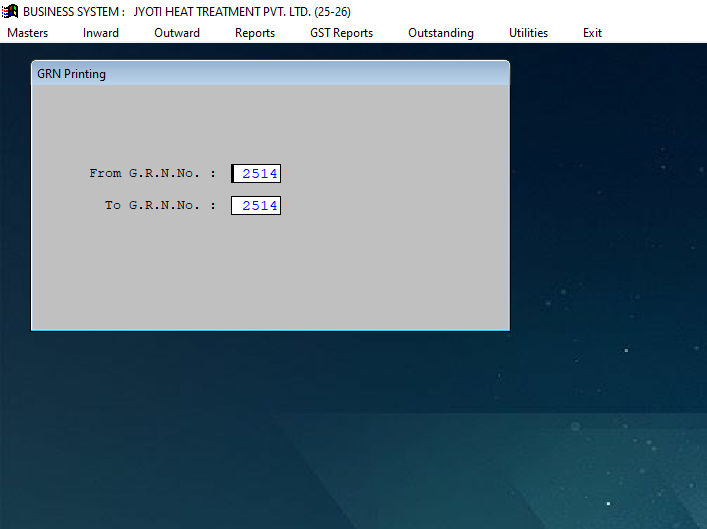 BUSINESS SYSTEM : JYOTI HEAT TREATMENT PVT. LTD. (25-26)
Masters Inward Outward Reports GST Reports Outstanding Utilities Exit
GRN Printing
From G.R.N.No. : 2514
To G.R.N.No. : 2514